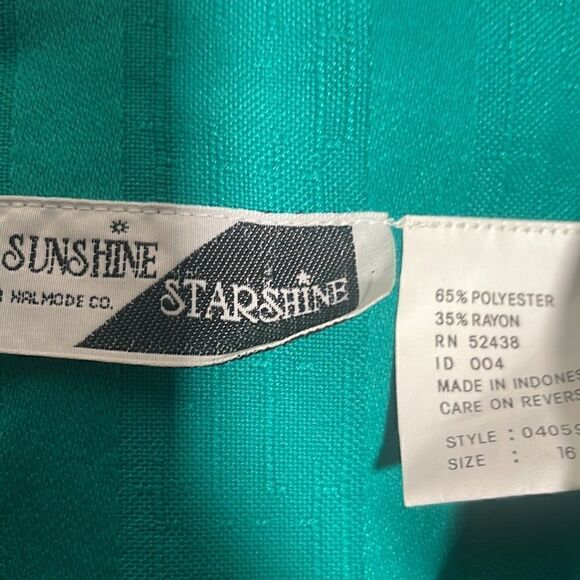 SUNSHINE
HALMODE CO.
STARSHINE
65% POLYESTER
35% RAYON
RN 52438
ID 004
MADE IN INDONES
CARE ON REVERS
STYLE : 04059
SIZE : 16